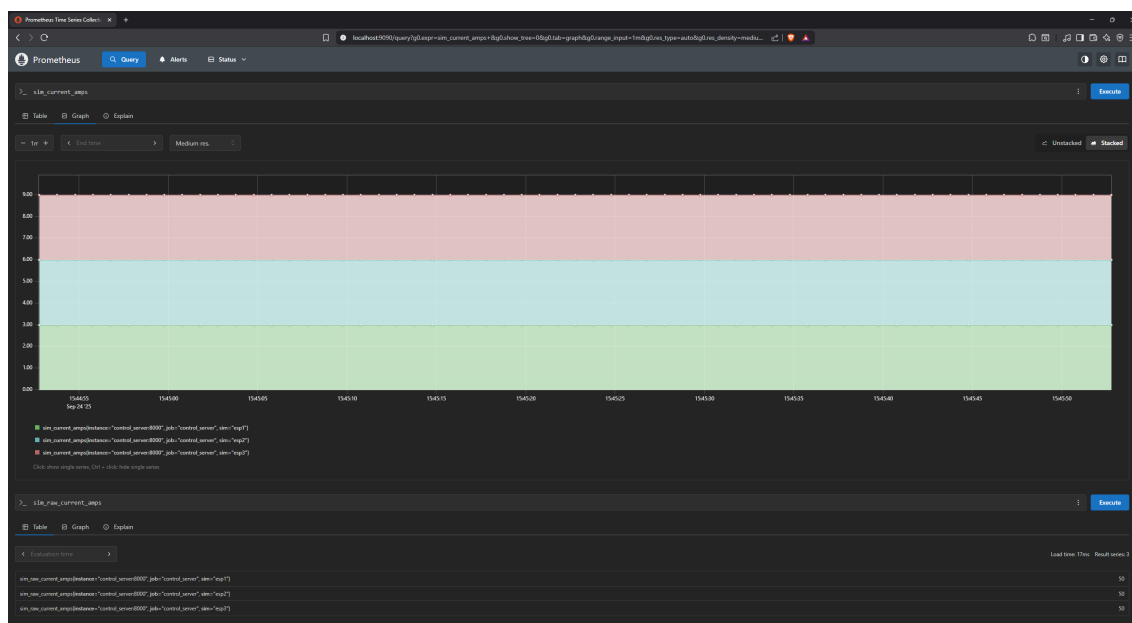 Prometheus Time Series Collecti
localhost:9090/query?g0.expr=sim_current_amps+&g0.show_tree=0&g0.tab=graph&g0.range_input=1m&g0.res_type=auto&g0.res_density=mediu...
Prometheus Query Alerts Status
>_ sim_current_amps Execute
Table Graph Explain
End time Medium res. Unstacked Stacked
9.00
8.00
7.00
6.00
5.00
4.00
3.00
2.00
1.00
0.00
15:44:55 15:45:00 15:45:05 15:45:10 15:45:15 15:45:20 15:45:25 15:45:30 15:45:35 15:45:40 15:45:45 15:45:50
Sep 24 '25
sim_current_amps{instance="control_server:8000", job="control_server", sim="esp1"}
sim_current_amps{instance="control_server:8000", job="control_server", sim="esp2"}
sim_current_amps{instance="control_server:8000", job="control_server", sim="esp3"}
Click: show single series, Ctrl + click: hide single series
>_ sim_raw_current_amps Execute
Table Graph Explain
Evaluation time Load time: 17ms Result series: 3
sim_raw_current_amps{instance="control_server:8000", job="control_server", sim="esp1"} 50
sim_raw_current_amps{instance="control_server:8000", job="control_server", sim="esp2"} 50
sim_raw_current_amps{instance="control_server:8000", job="control_server", sim="esp3"} 50